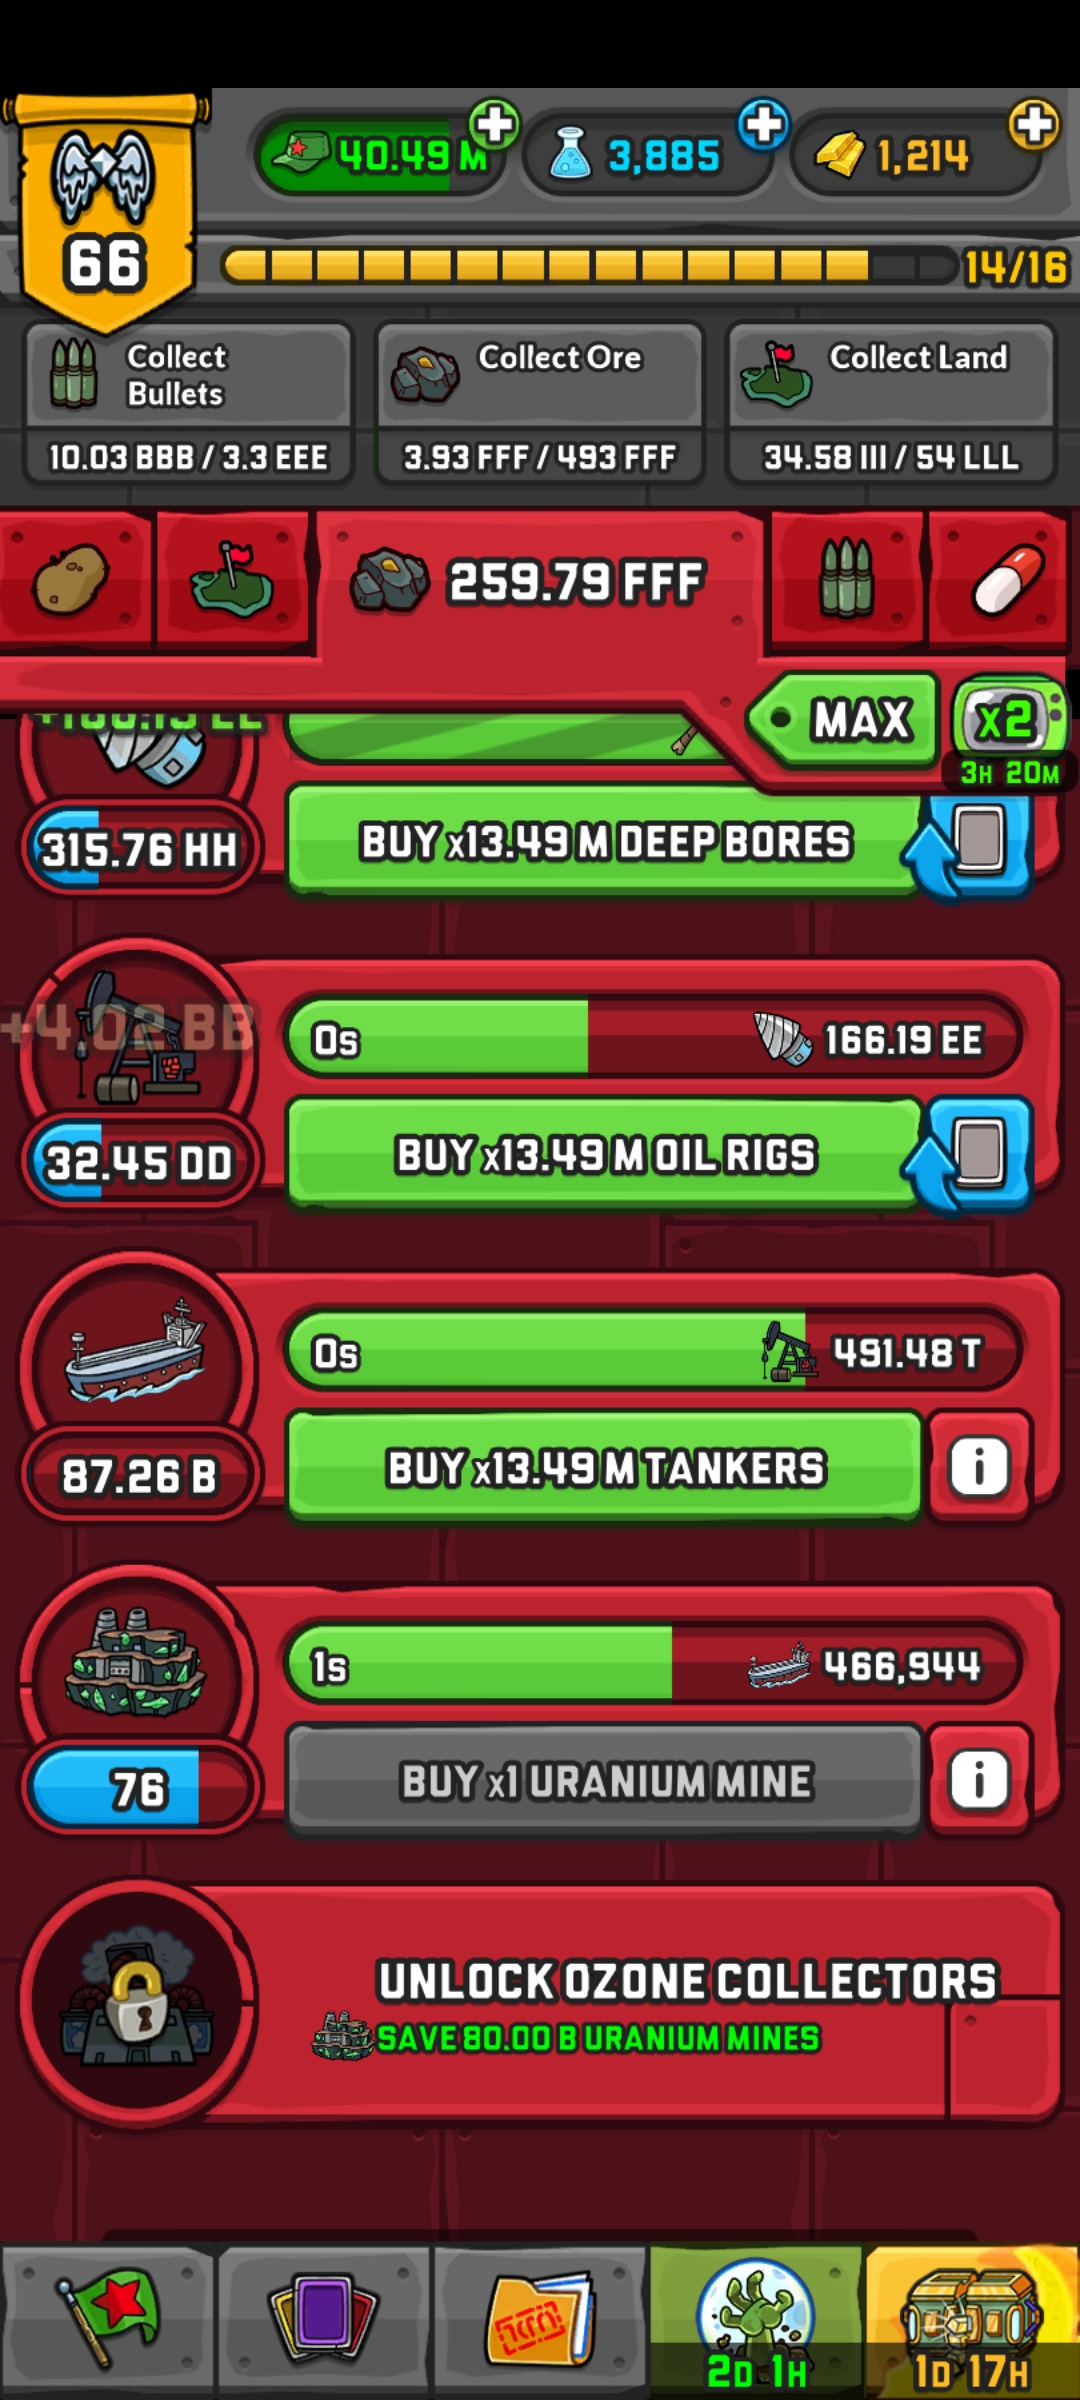 40.49 M
3,885
1,214
66
14/16
Collect
Bullets
Collect Ore
Collect Land
10.03 BBB / 3.3 EEE
3.93 FFF / 493 FFF
34.58 III / 54 LLL
259.79 FFF
MAX
x2
3H 20M
315.76 HH
BUY x13.49 M DEEP BORES
+4.02 BB
0s
166.19 EE
32.45 DD
BUY x13.49 M OIL RIGS
0s
491.48 T
87.26 B
BUY x13.49 M TANKERS
i
1s
466,944
76
BUY x1 URANIUM MINE
i
UNLOCK OZONE COLLECTORS
SAVE 80.00 B URANIUM MINES
2D 1H
1D 17H